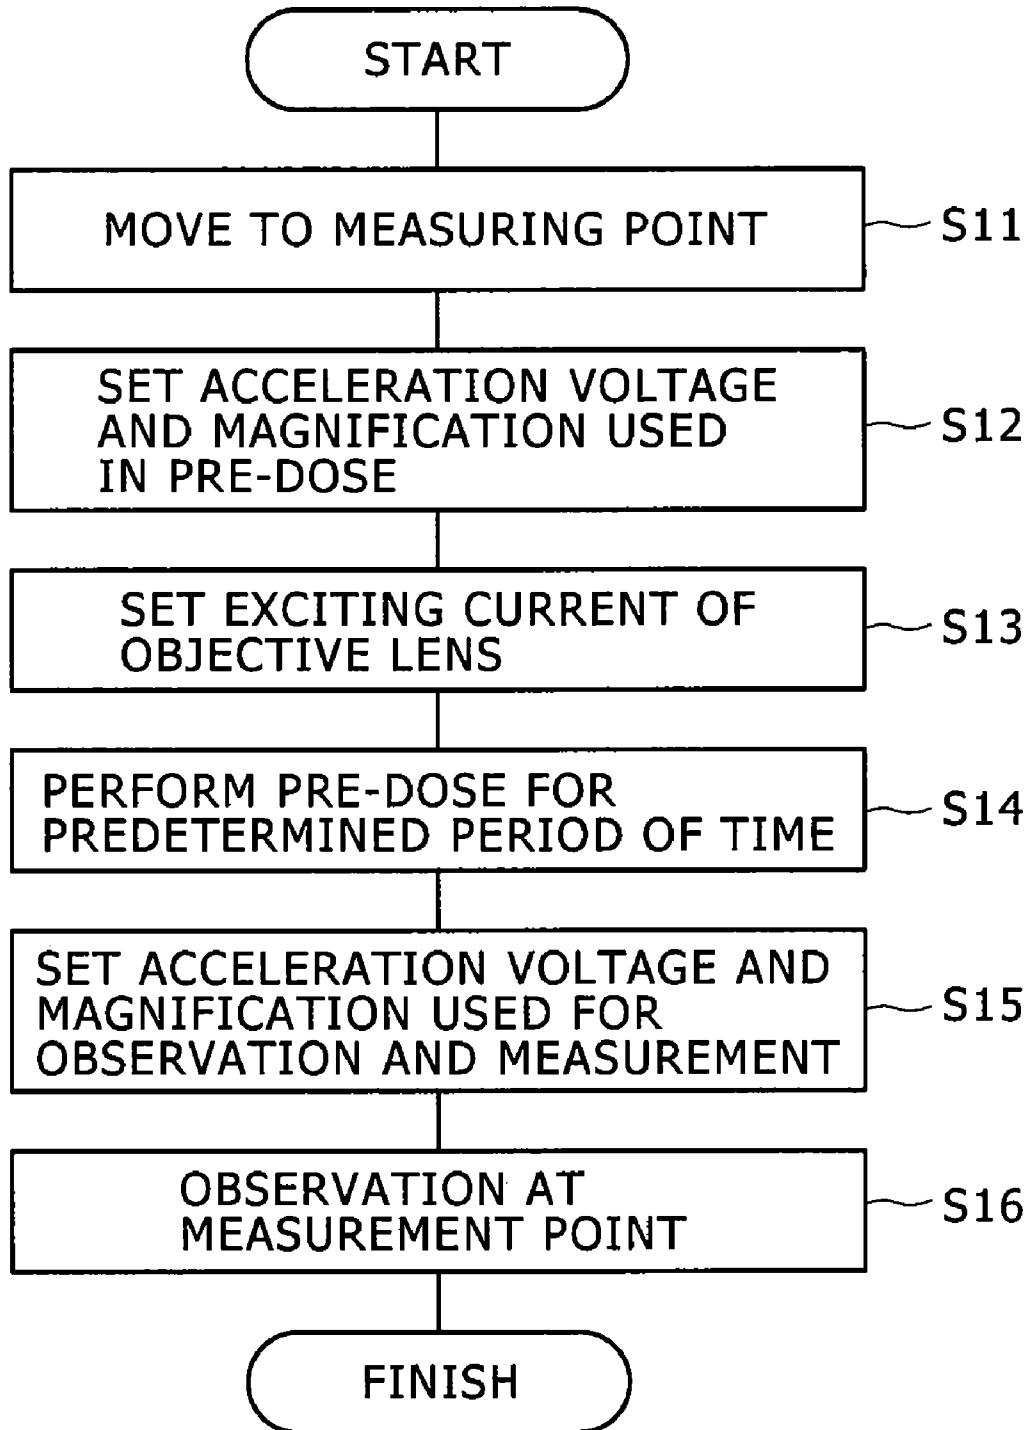 START
MOVE TO MEASURING POINT
S11
SET ACCELERATION VOLTAGE
AND MAGNIFICATION USED
IN PRE-DOSE
S12
SET EXCITING CURRENT OF
OBJECTIVE LENS
S13
PERFORM PRE-DOSE FOR
PREDETERMINED PERIOD OF TIME
S14
SET ACCELERATION VOLTAGE AND
MAGNIFICATION USED FOR
OBSERVATION AND MEASUREMENT
S15
OBSERVATION AT
MEASUREMENT POINT
S16
FINISH